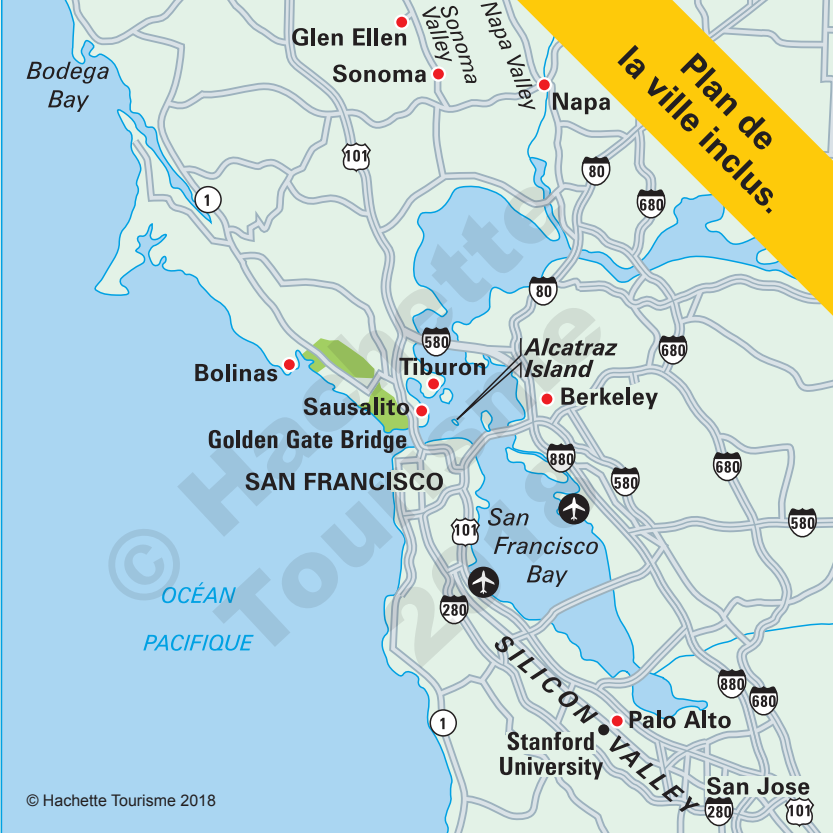 Glen Ellen
Sonoma
Valley
Sonoma
Napa Valley
Napa
Bodega
Bay
Plan de
la ville inclus.
101
80
680
1
80
580
680
Alcatraz
Island
Bolinas
Tiburon
Berkeley
Sausalito
Golden Gate Bridge
SAN FRANCISCO
880
580
680
101
San
Francisco
Bay
580
280
OCÉAN
PACIFIQUE
SILICON VALLEY
880
680
1
Palo Alto
Stanford
University
San Jose
280
101
© Hachette Tourisme 2018
© Hachette
Tourisme
2018